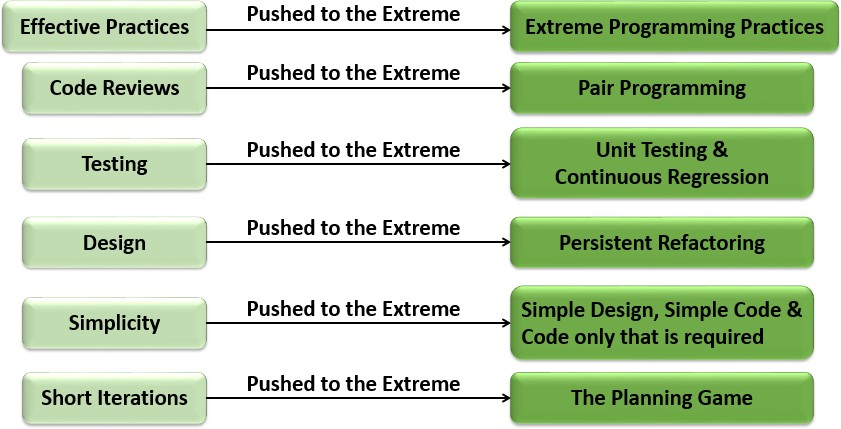 Effective Practices
Pushed to the Extreme
Extreme Programming Practices
Code Reviews
Pushed to the Extreme
Pair Programming
Testing
Pushed to the Extreme
Unit Testing &
Continuous Regression
Design
Pushed to the Extreme
Persistent Refactoring
Simplicity
Pushed to the Extreme
Simple Design, Simple Code &
Code only that is required
Short Iterations
Pushed to the Extreme
The Planning Game